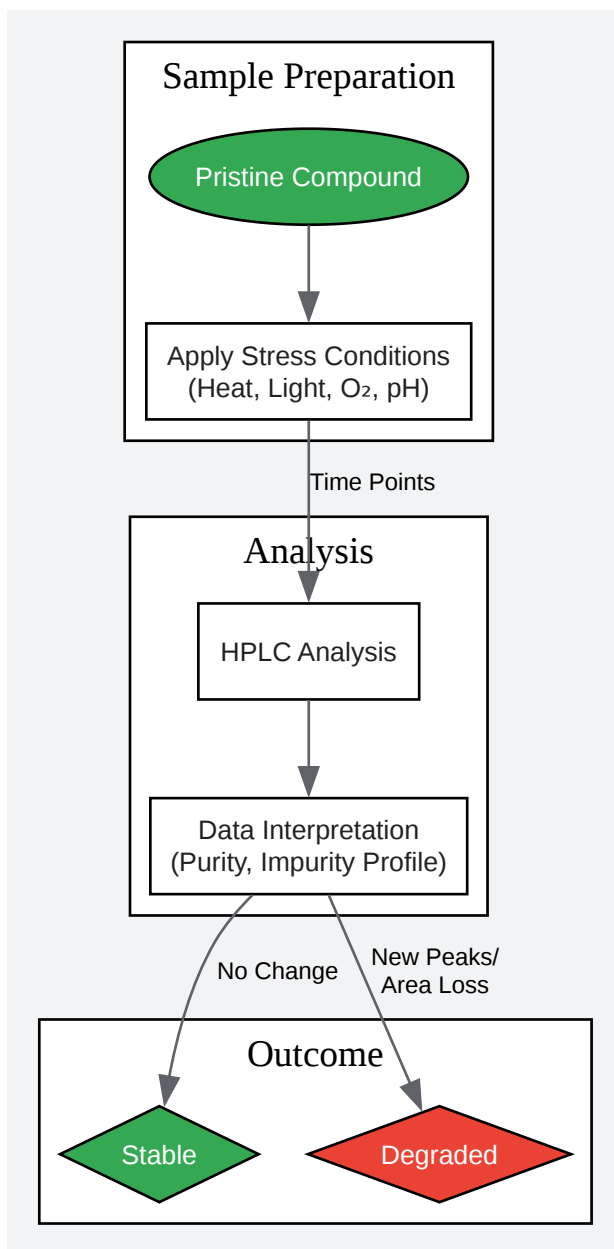 Sample Preparation
Pristine Compound
Apply Stress Conditions
(Heat, Light, O₂, pH)
Time Points
Analysis
HPLC Analysis
Data Interpretation
(Purity, Impurity Profile)
No Change
New Peaks/
Area Loss
Outcome
Stable
Degraded